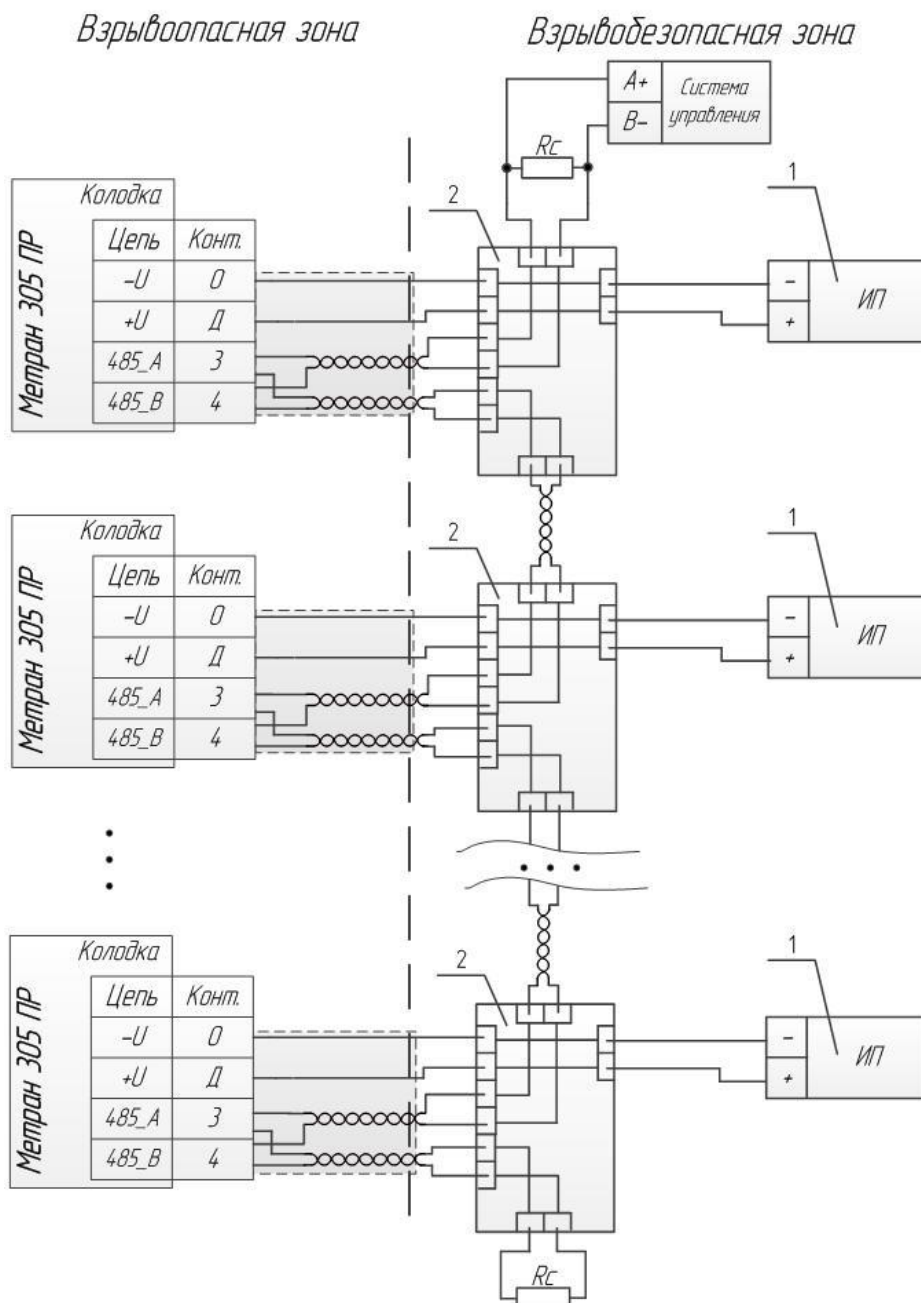 Взрывоопасная зона
Взрывобезопасная зона
A+
B-
Система
управления
Rc
1
2
Метран 305 ПР
Колодка
Цепь Конт.
-U 0
+U Д
485_A 3
485_B 4
-
+
ИП
1
2
Метран 305 ПР
Колодка
Цепь Конт.
-U 0
+U Д
485_A 3
485_B 4
-
+
ИП
1
2
Метран 305 ПР
Колодка
Цепь Конт.
-U 0
+U Д
485_A 3
485_B 4
-
+
ИП
Rc